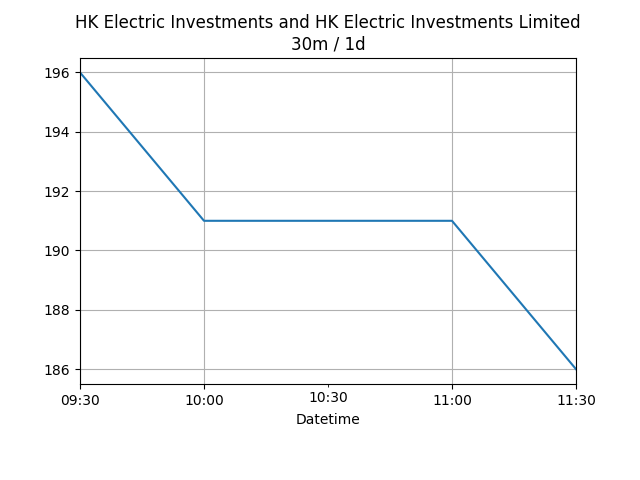 HK Electric Investments and HK Electric Investments Limited
30m / 1d
196
194
192
190
188
186
09:30 10:00 10:30 11:00 11:30
Datetime